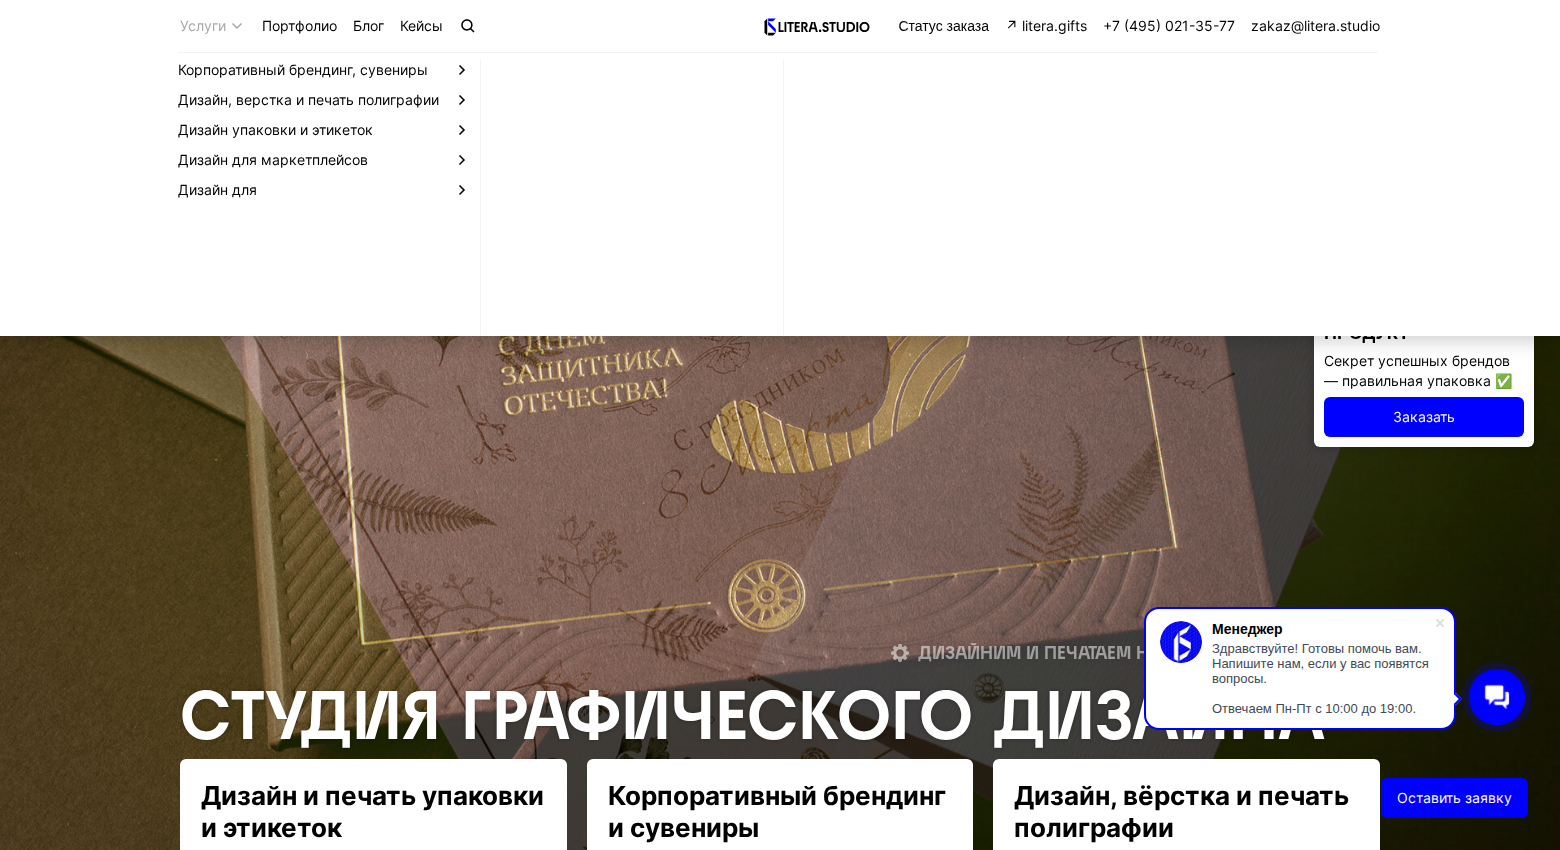 Услуги
Портфолио
Блог
Кейсы
LITERA.STUDIO
Статус заказа
litera.gifts
+7 (495) 021-35-77
zakaz@litera.studio
Корпоративный брендинг, сувениры
Дизайн, верстка и печать полиграфии
Дизайн упаковки и этикеток
Дизайн для маркетплейсов
Дизайн для
С ДНЕМ
ЗАЩИТНИКА
ОТЕЧЕСТВА!
С ПРАЗДНИКОМ
8 Марта
Секрет успешных брендов
— правильная упаковка ✅
Заказать
ДИЗАЙНИМ И ПЕЧАТАЕМ
СТУДИЯ ГРАФИЧЕСКОГО ДИЗАЙНА
Менеджер
Здравствуйте! Готовы помочь вам.
Напишите нам, если у вас появятся
вопросы.
Отвечаем Пн-Пт с 10:00 до 19:00.
Дизайн и печать упаковки
и этикеток
Корпоративный брендинг
и сувениры
Дизайн, вёрстка и печать
полиграфии
Оставить заявку